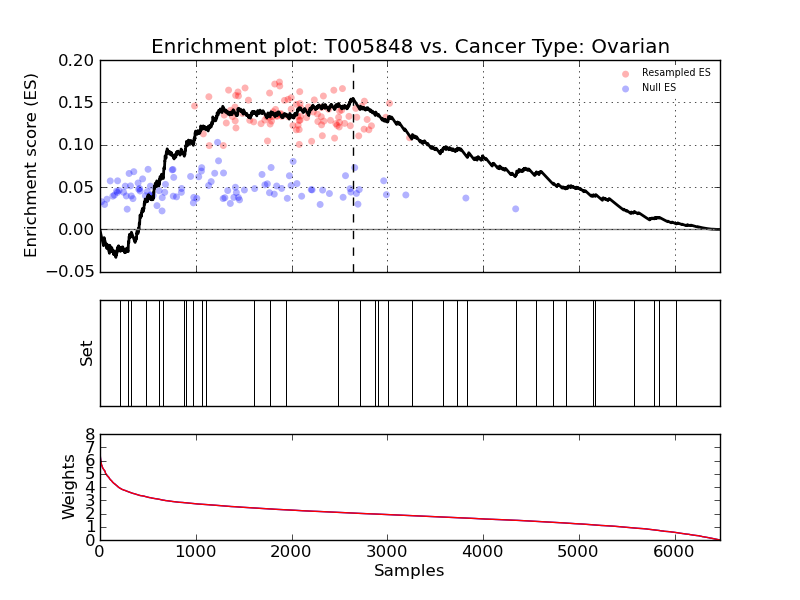 Enrichment plot: T005848 vs. Cancer Type: Ovarian
Enrichment score (ES)
0.20
0.15
0.10
0.05
0.00
−0.05
Resampled ES
Null ES
Set
Weights
8
7
6
5
4
3
2
1
0
0 1000 2000 3000 4000 5000 6000
Samples